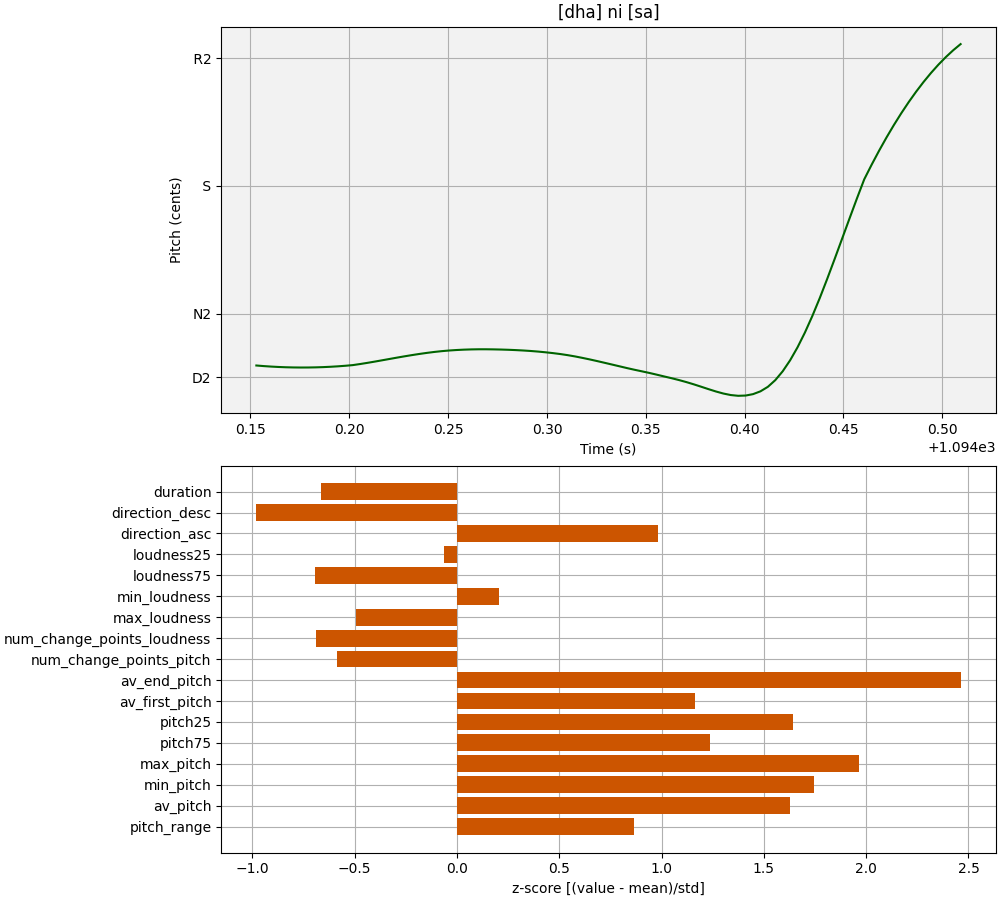 [dha] ni [sa]
R2
S
N2
D2
Pitch (cents)
0.15 0.20 0.25 0.30 0.35 0.40 0.45 0.50
Time (s)
+1.094e3
duration
direction_desc
direction_asc
loudness25
loudness75
min_loudness
max_loudness
num_change_points_loudness
num_change_points_pitch
av_end_pitch
av_first_pitch
pitch25
pitch75
max_pitch
min_pitch
av_pitch
pitch_range
−1.0 −0.5 0.0 0.5 1.0 1.5 2.0 2.5
z-score [(value - mean)/std]